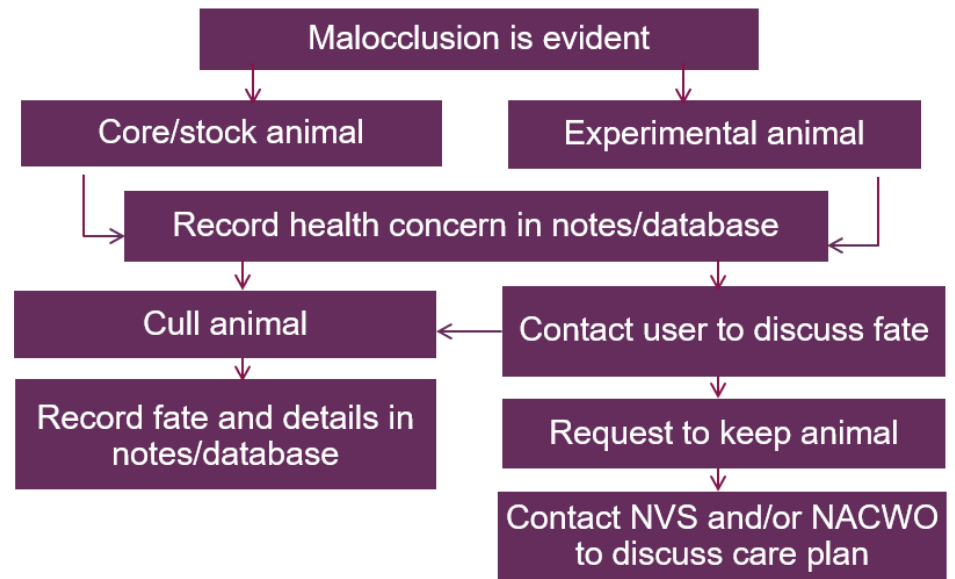 Malocclusion is evident
Core/stock animal
Experimental animal
Record health concern in notes/database
Cull animal
Contact user to discuss fate
Record fate and details in
notes/database
Request to keep animal
Contact NVS and/or NACWO
to discuss care plan